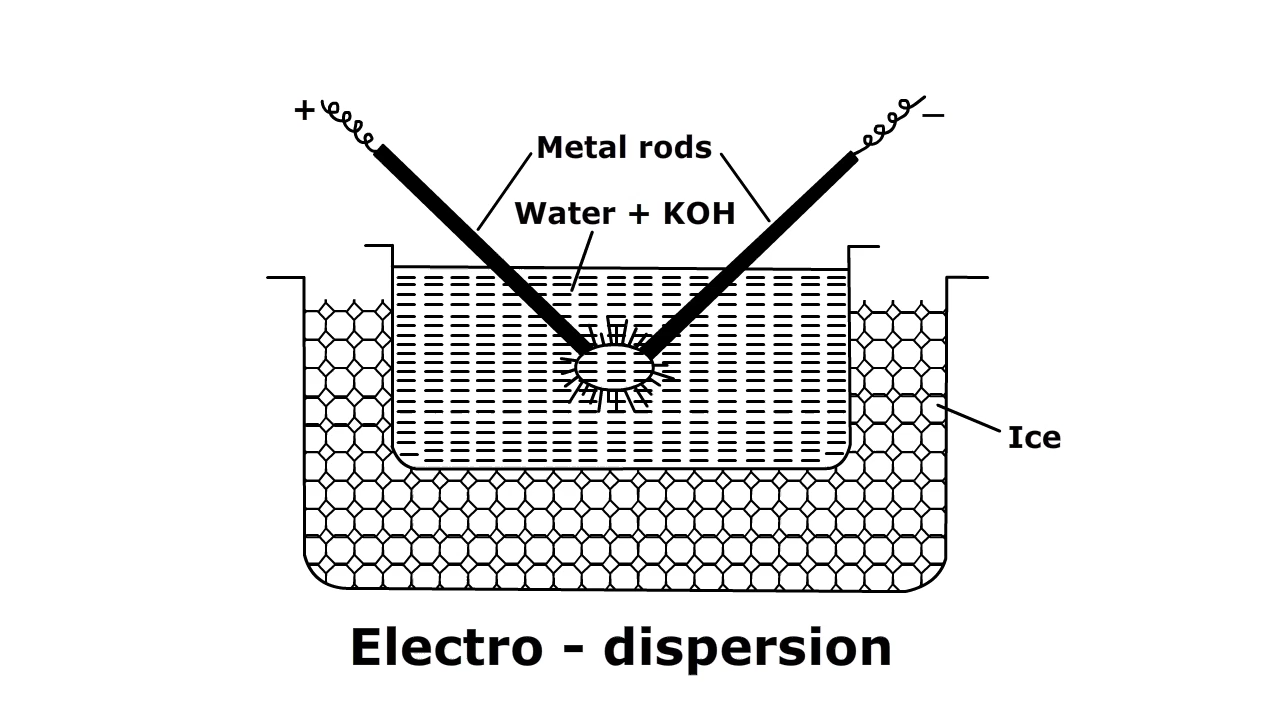 +
–
Metal rods
Water + KOH
Ice
Electro - dispersion